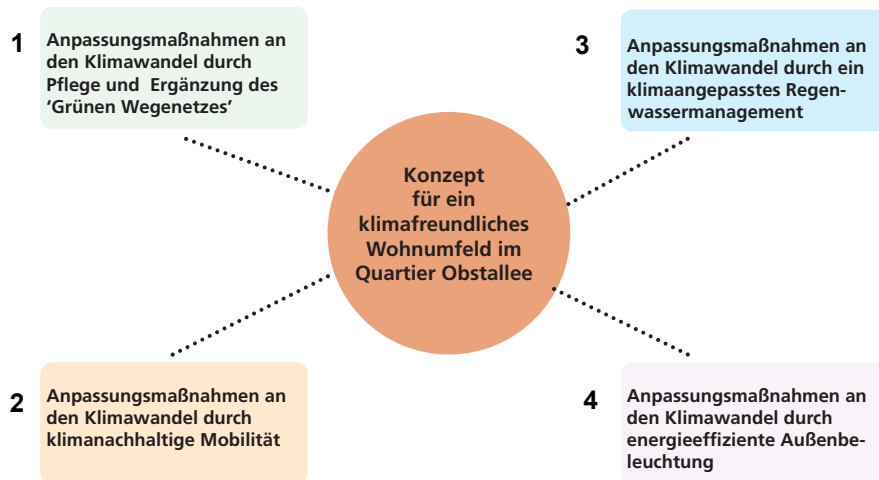 1
Anpassungsmaßnahmen an
den Klimawandel durch
Pflege und Ergänzung des
‘Grünen Wegenetzes’
3
Anpassungsmaßnahmen an
den Klimawandel durch ein
klimaangepasstes Regen-
wassermanagement
Konzept
für ein
klimafreundliches
Wohnumfeld im
Quartier Obstallee
2
Anpassungsmaßnahmen an
den Klimawandel durch
klimanachhaltige Mobilität
4
Anpassungsmaßnahmen an
den Klimawandel durch
energieeffiziente Außenbe-
leuchtung